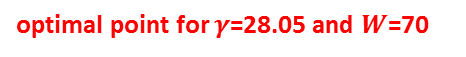 optimal point for γ=28.05 and W=70